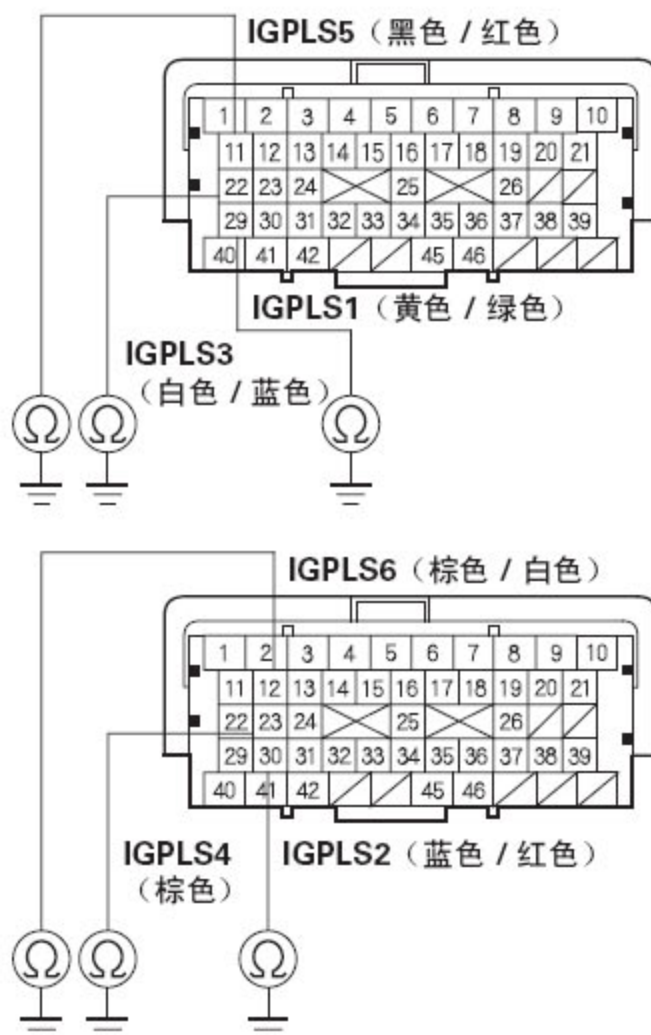 IGPLS5（黑色 / 红色）
1 2 3 4 5 6 7 8 9 10
11 12 13 14 15 16 17 18 19 20 21
22 23 24 25 26
29 30 31 32 33 34 35 36 37 38 39
40 41 42 45 46
IGPLS1（黄色 / 绿色）
IGPLS3
（白色 / 蓝色）
Ω Ω Ω
IGPLS6（棕色 / 白色）
1 2 3 4 5 6 7 8 9 10
11 12 13 14 15 16 17 18 19 20 21
22 23 24 25 26
29 30 31 32 33 34 35 36 37 38 39
40 41 42 45 46
IGPLS4
（棕色）
IGPLS2（蓝色 / 红色）
Ω Ω Ω